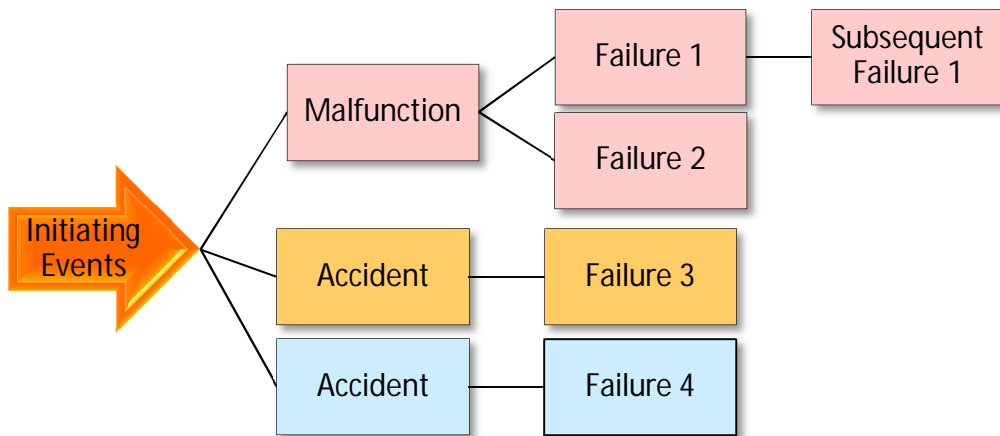 Initiating
Events
Malfunction
Failure 1
Subsequent
Failure 1
Failure 2
Accident
Failure 3
Accident
Failure 4